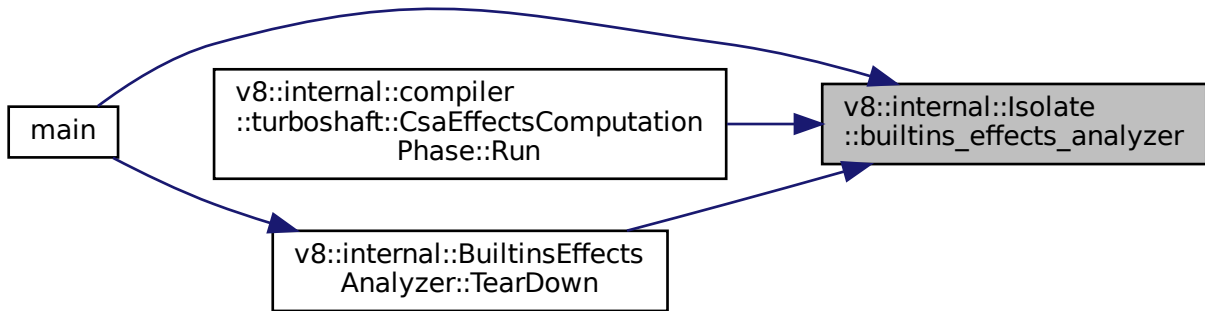 main
v8::internal::compiler
::turboshaft::CsaEffectsComputation
Phase::Run
v8::internal::BuiltinsEffects
Analyzer::TearDown
v8::internal::Isolate
::builtins_effects_analyzer